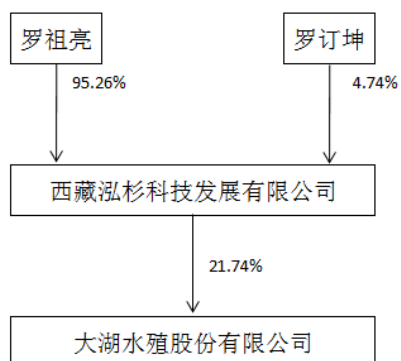 罗祖亮
罗订坤
95.26%
4.74%
西藏泓杉科技发展有限公司
21.74%
大湖水殖股份有限公司